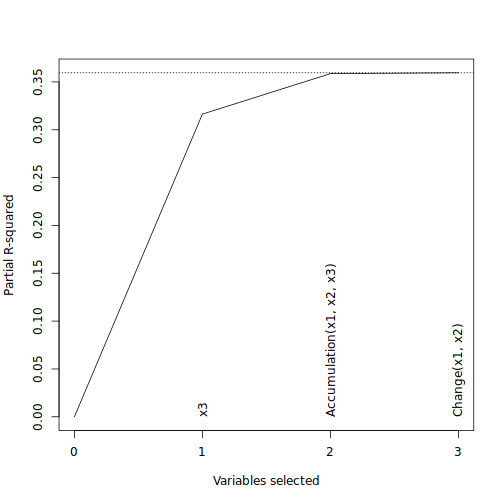 Partial R-squared
0.35
0.30
0.25
0.20
0.15
0.10
0.05
0.00
x3
Accumulation(x1, x2, x3)
Change(x1, x2)
0 1 2 3
Variables selected